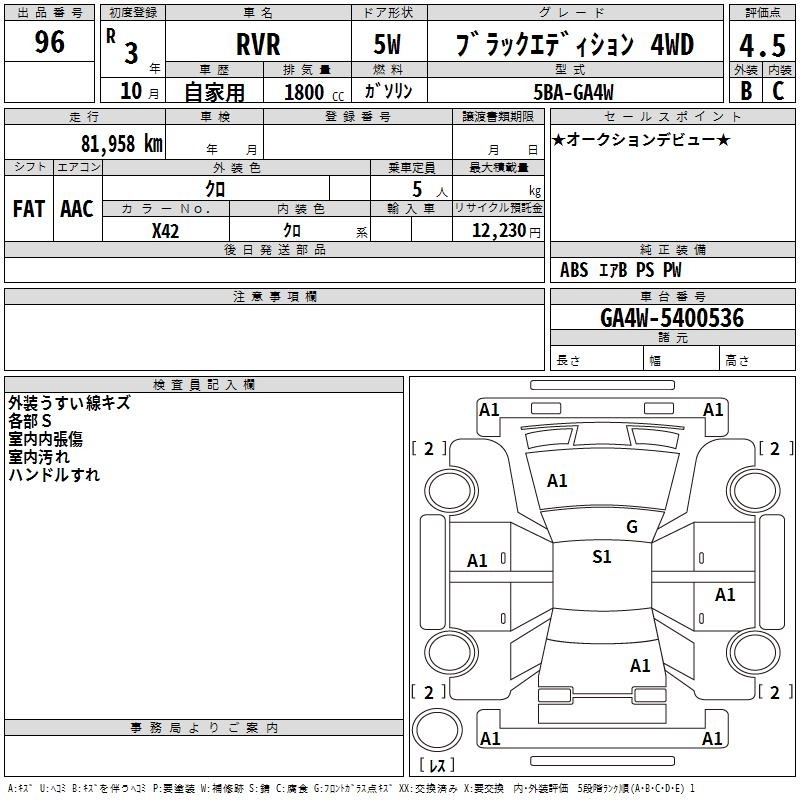 出品番号 初度登録 車名 ドア形状 グレード 評価点
96 R 3 年 RVR 5W ﾌﾞﾗｯｸｴﾃﾞｨｼｮﾝ 4WD 4.5
車歴 排気量 燃料 型式 外装 内装
10月 自家用 1800 CC ｶﾞｿﾘﾝ 5BA-GA4W B C
走行 車検 登録番号 譲渡書類期限 セールスポイント
81,958 km 年 月 月 日 ★オークションデビュー★
シフト エアコン 外装色 乗車定員 最大積載量
FAT AAC ｸﾛ 5 人 kg
カラーNo. 内装色 輸入車 リサイクル預託金
X42 ｸﾛ 系 12,230円
後日発送部品 純正装備
ABS ｴｱB PS PW
注意事項欄 車台番号
GA4W-5400536
諸元
長さ 幅 高さ
検査員記入欄
外装うすい線キズ
各部S
室内内張傷
室内汚れ
ハンドルすれ
A1 A1
[ 2 ] [ 2 ]
A1
G
A1 S1
A1
A1
[ 2 ] [ 2 ]
A1 A1
[ ﾚｽ ]
事務局よりご案内
A:ｷｽﾞ U:ﾍｺﾐ B:ｷｽﾞを伴うﾍｺﾐ P:要塗装 W:補修跡 S:錆 C:腐食 G:ﾌﾛﾝﾄｶﾞﾗｽ点ｷｽﾞ XX:交換済み X:要交換 内･外装評価 5段階ﾗﾝｸ順(A･B･C･D･E) 1